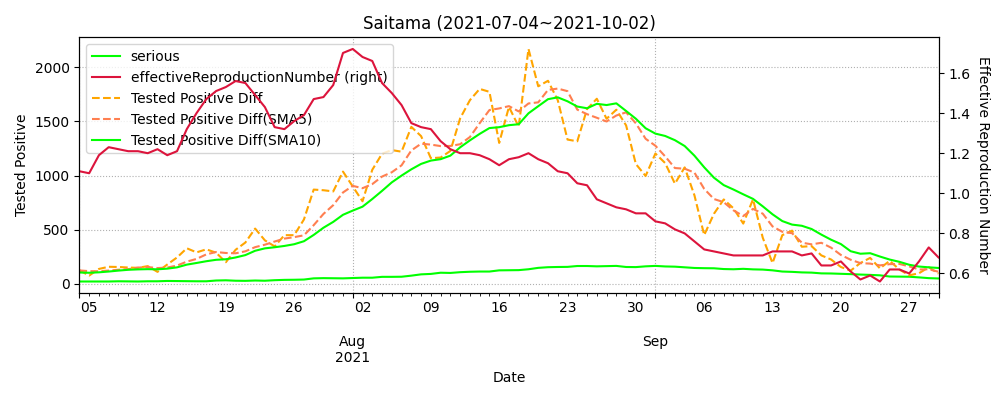 Saitama (2021-07-04~2021-10-02)
serious
effectiveReproductionNumber (right)
Tested Positive Diff
Tested Positive Diff(SMA5)
Tested Positive Diff(SMA10)
Tested Positive
2000
1500
1000
500
0
1.6
1.4
1.2
1.0
0.8
0.6
Effective Reproduction Number
05 12 19 26 02 09 16 23 30 06 13 20 27
Aug Sep
2021
Date